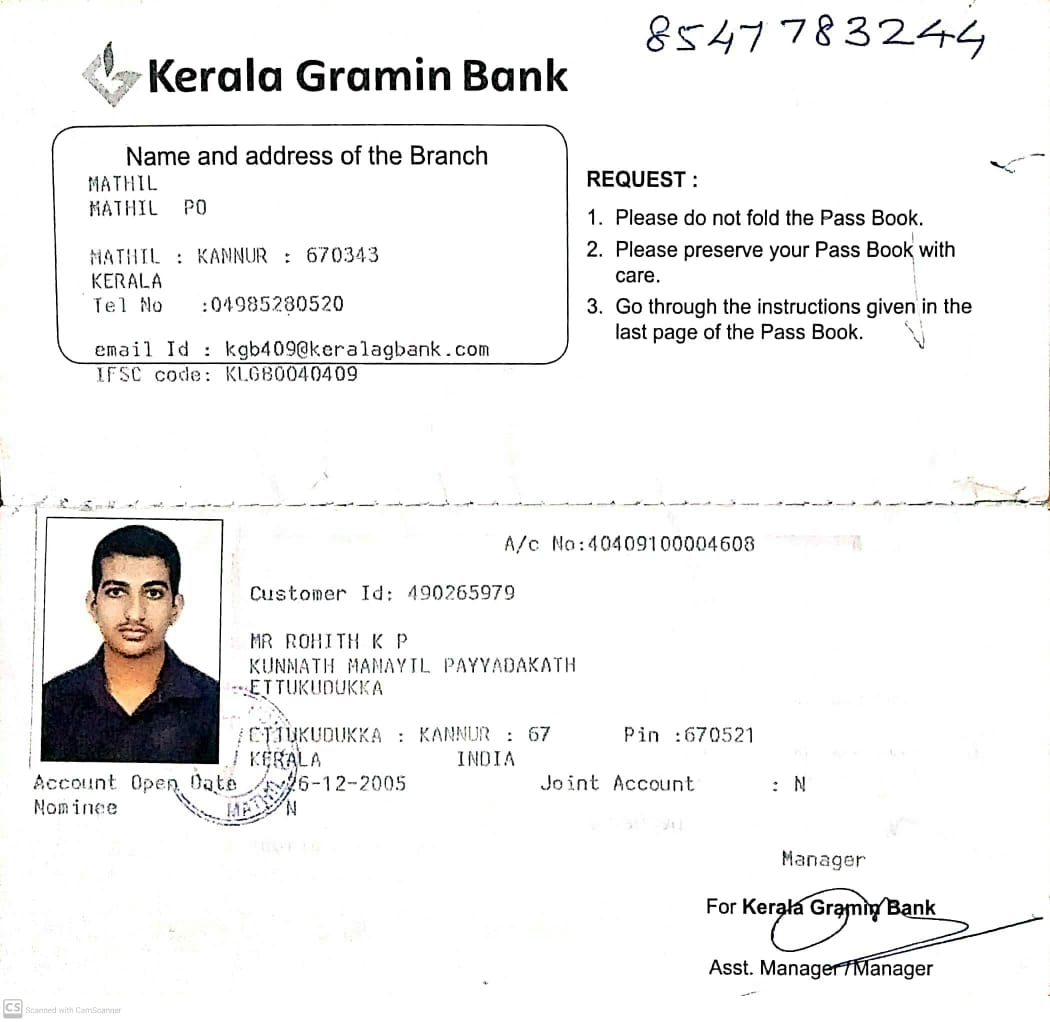 8547783244
Kerala Gramin Bank
Name and address of the Branch
MATHIL
MATHIL PO
MATHIL : KANNUR : 670343
KERALA
Tel No :04985280520
email Id : kgb409@keralagbank.com
IFSC code: KLGB0040409
REQUEST :
1. Please do not fold the Pass Book.
2. Please preserve your Pass Book with
care.
3. Go through the instructions given in the
last page of the Pass Book.
A/c No:40409100004608
Customer Id: 490265979
MR ROHITH K P
KUNNATH MANAYIL PAYYADAKATH
ETTUKUDUKKA
ETTUKUDUKKA : KANNUR : 67 Pin :670521
KERALA INDIA
Account Open Date 26-12-2005 Joint Account : N
Nominee N
MATHIL
Manager
For Kerala Gramin Bank
Asst. Manager/Manager
CS Scanned with CamScanner